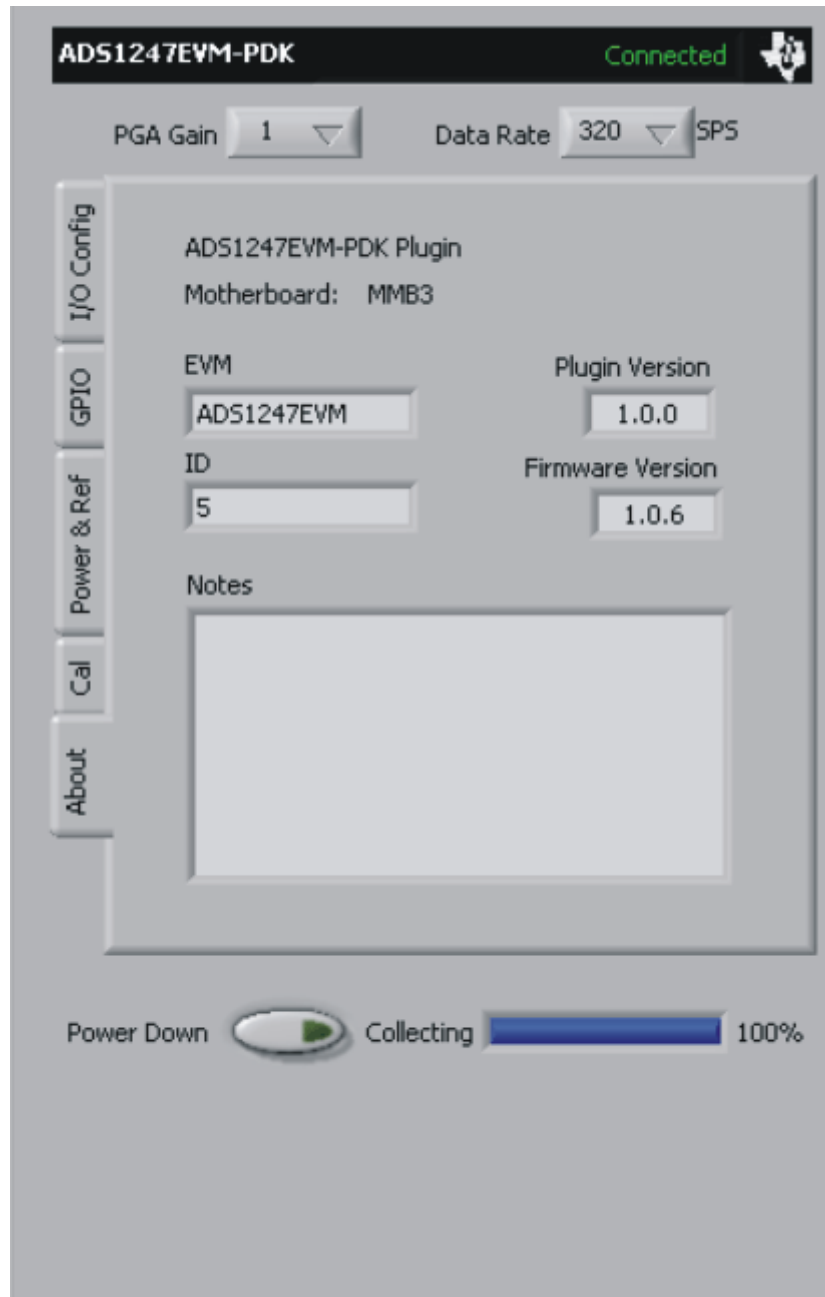 ADS1247EVM-PDK Connected
PGA Gain 1 Data Rate 320 SPS
I/O Config
GPIO
Power & Ref
Cal
About
ADS1247EVM-PDK Plugin
Motherboard: MMB3
EVM Plugin Version
ADS1247EVM 1.0.0
ID Firmware Version
5 1.0.6
Notes
Power Down Collecting 100%